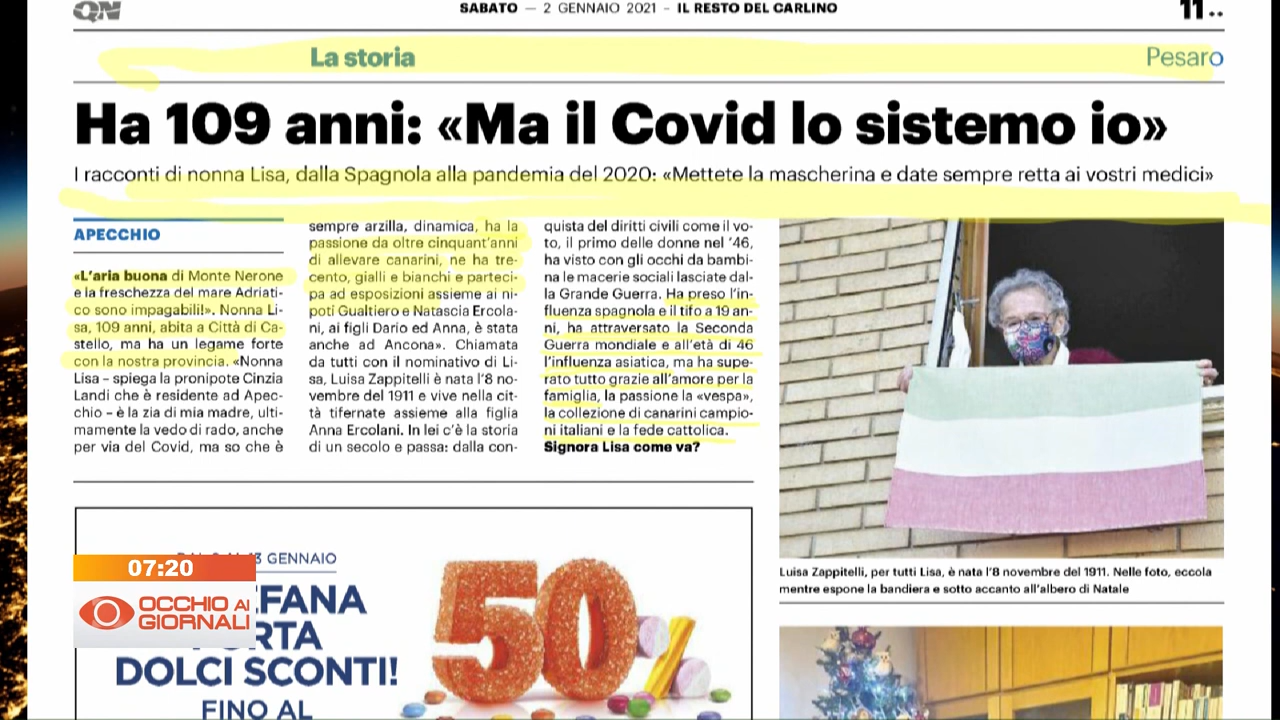 QN
SABATO — 2 GENNAIO 2021 – IL RESTO DEL CARLINO
11 ..
La storia
Pesaro
Ha 109 anni: «Ma il Covid lo sistemo io»
I racconti di nonna Lisa, dalla Spagnola alla pandemia del 2020: «Mettete la mascherina e date sempre retta ai vostri medici»
APECCHIO
«L'aria buona di Monte Nerone
e la freschezza del mare Adriati-
co sono impagabili!». Nonna Li-
sa, 109 anni, abita a Città di Ca-
stello, ma ha un legame forte
con la nostra provincia. «Nonna
Lisa – spiega la pronipote Cinzia
Landi che è residente ad Apec-
chio – è la zia di mia madre, ulti-
mamente la vedo di rado, anche
per via del Covid, ma so che è
sempre arzilla, dinamica, ha la
passione da oltre cinquant'anni
di allevare canarini, ne ha tre-
cento, gialli e bianchi e parteci-
pa ad esposizioni assieme ai ni-
poti Gualtiero e Natascia Ercola-
ni, ai figli Dario ed Anna, è stata
anche ad Ancona». Chiamata
da tutti con il nominativo di Li-
sa, Luisa Zappitelli è nata l'8 no-
vembre del 1911 e vive nella cit-
tà tifernate assieme alla figlia
Anna Ercolani. In lei c'è la storia
di un secolo e passa: dalla con-
quista del diritti civili come il vo-
to, il primo delle donne nel '46,
ha visto con gli occhi da bambi-
na le macerie sociali lasciate dal-
la Grande Guerra. Ha preso l'in-
fluenza spagnola e il tifo a 19 an-
ni, ha attraversato la Seconda
Guerra mondiale e all'età di 46
l'influenza asiatica, ma ha supe-
rato tutto grazie all'amore per la
famiglia, la passione la «vespa»,
la collezione di canarini campio-
ni italiani e la fede cattolica.
Signora Lisa come va?
Luisa Zappitelli, per tutti Lisa, è nata l'8 novembre del 1911. Nelle foto, eccola
mentre espone la bandiera e sotto accanto all'albero di Natale
GENNAIO
EFANA
DOLCI SCONTI!
FINO AL
50%
07:20
OCCHIO AI
GIORNALI